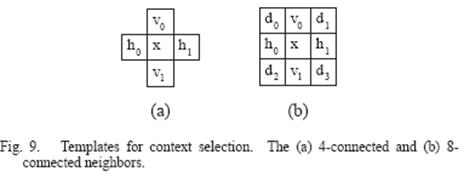 v₀
h₀ x h₁
v₁
(a)
d₀ v₀ d₁
h₀ x h₁
d₂ v₁ d₃
(b)
Fig. 9. Templates for context selection. The (a) 4-connected and (b) 8-
connected neighbors.